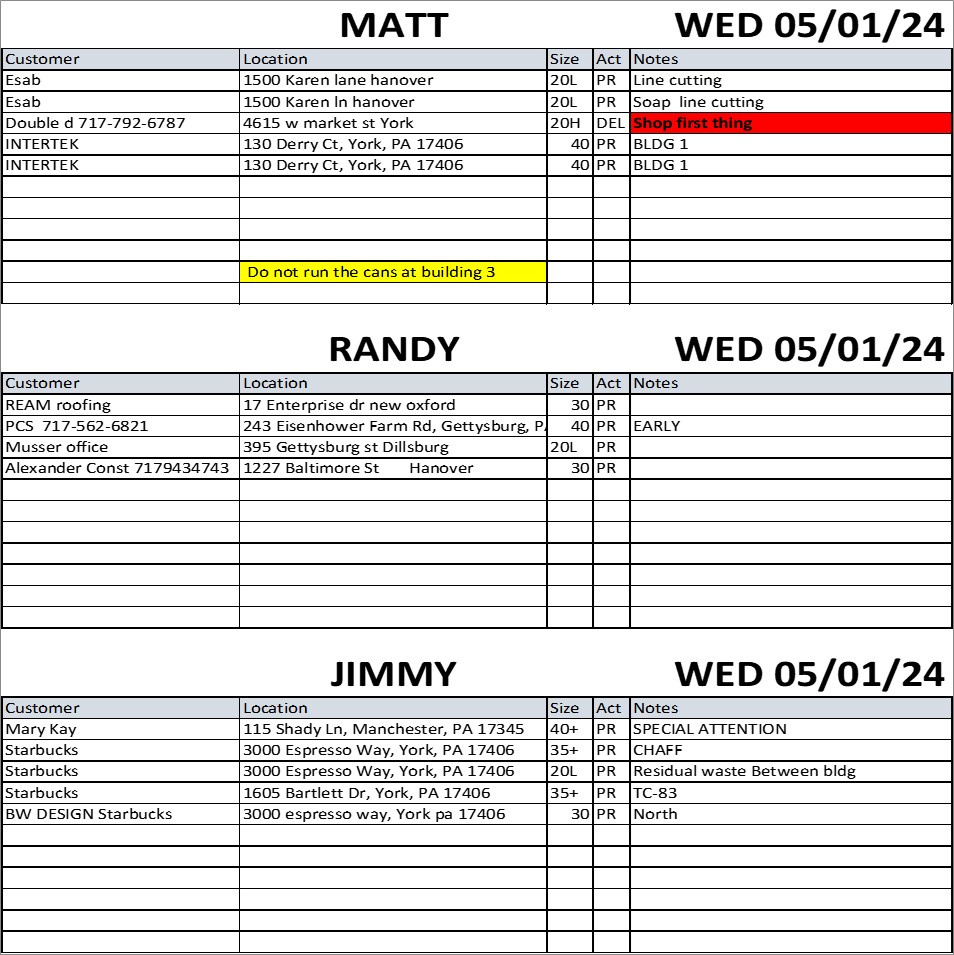 MATT WED 05/01/24
Customer Location Size Act Notes
Esab 1500 Karen lane hanover 20L PR Line cutting
Esab 1500 Karen ln hanover 20L PR Soap line cutting
Double d 717-792-6787 4615 w market st York 20H DEL Shop first thing
INTERTEK 130 Derry Ct, York, PA 17406 40 PR BLDG 1
INTERTEK 130 Derry Ct, York, PA 17406 40 PR BLDG 1
Do not run the cans at building 3
RANDY WED 05/01/24
Customer Location Size Act Notes
REAM roofing 17 Enterprise dr new oxford 30 PR
PCS 717-562-6821 243 Eisenhower Farm Rd, Gettysburg, PA 40 PR EARLY
Musser office 395 Gettysburg st Dillsburg 20L PR
Alexander Const 7179434743 1227 Baltimore St Hanover 30 PR
JIMMY WED 05/01/24
Customer Location Size Act Notes
Mary Kay 115 Shady Ln, Manchester, PA 17345 40+ PR SPECIAL ATTENTION
Starbucks 3000 Espresso Way, York, PA 17406 35+ PR CHAFF
Starbucks 3000 Espresso Way, York, PA 17406 20L PR Residual waste Between bldg
Starbucks 1605 Bartlett Dr, York, PA 17406 35+ PR TC-83
BW DESIGN Starbucks 3000 espresso way, York pa 17406 30 PR North